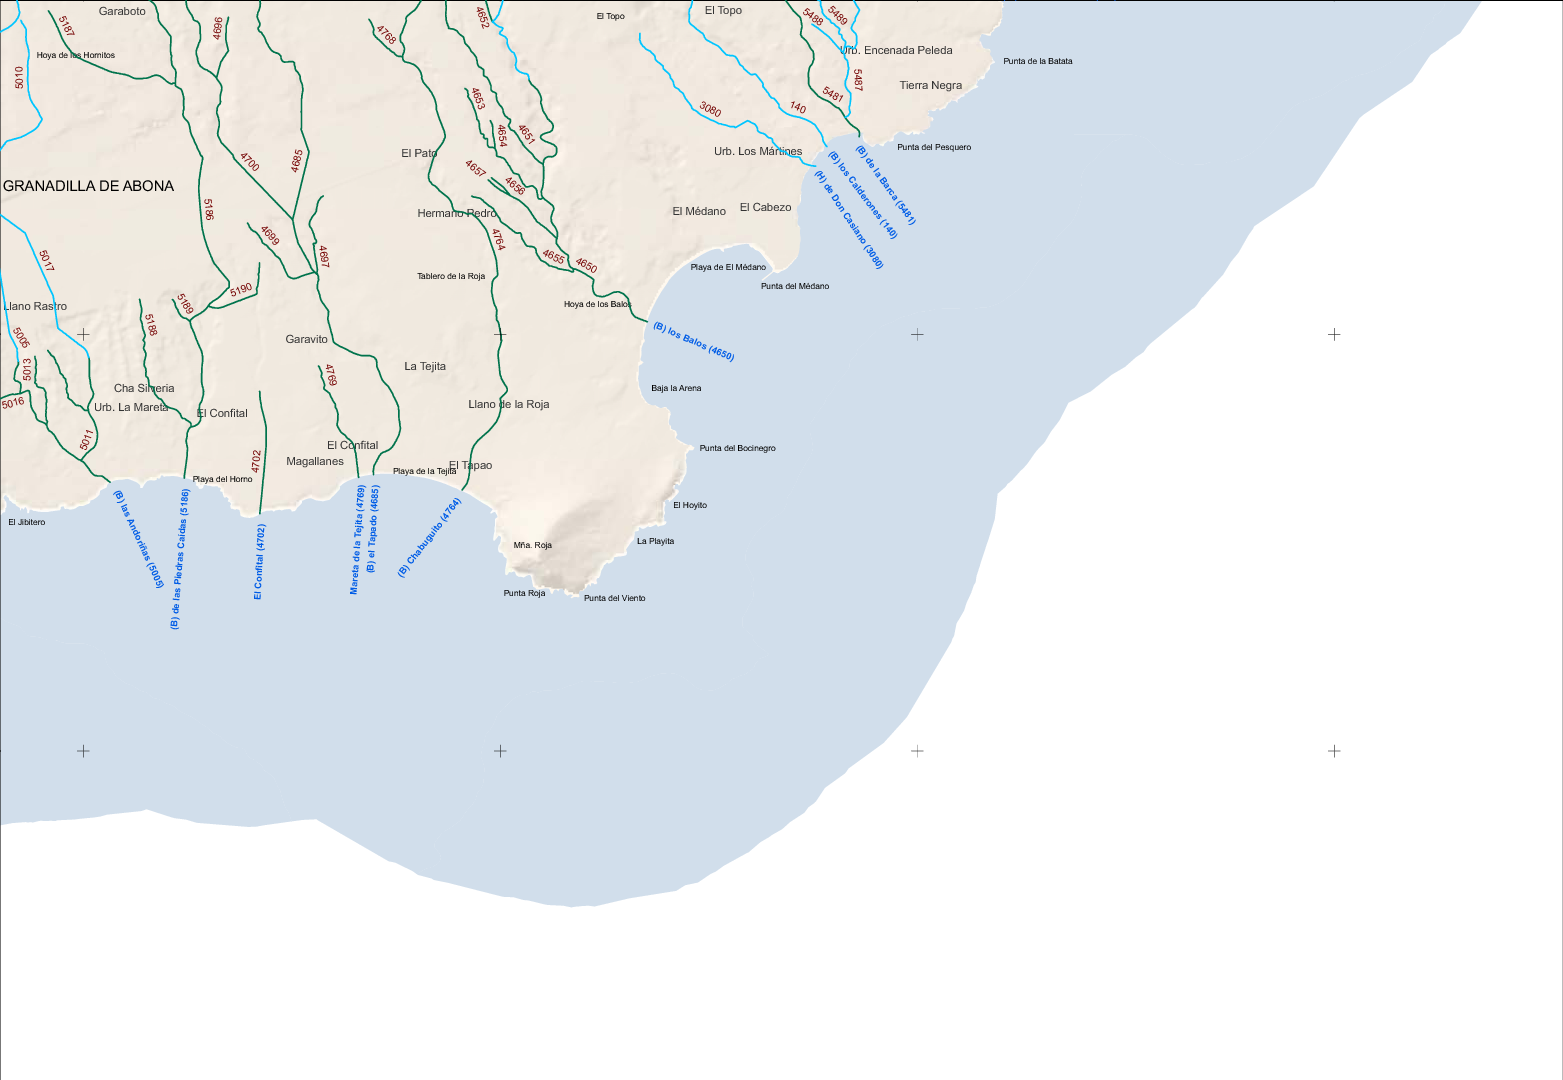 El Topo
El Topo
Garaboto
5187
4696
4652
4768
5488
5489
Urb. Encenada Peleda
Hoya de los Hornitos
Punta de la Batata
5010
5487
Tierra Negra
5481
4653
3080
140
4654
4651
Punta del Pesquero
El Pato
Urb. Los Mártines
4700
4685
4657
4656
GRANADILLA DE ABONA
(B) de la Barca (5481)
(B) los Calderones (140)
(H) de Don Casiano (3080)
5186
Hermano Pedro
El Médano
El Cabezo
4699
4697
4764
4655
4650
5017
Playa de El Médano
Tablero de la Roja
Punta del Médano
5190
5189
Llano Rastro
Hoya de los Balos
5188
(B) los Balos (4650)
5005
Garavito
La Tejita
5013
4769
Cha Silveria
Baja la Arena
5016
Urb. La Mareta
El Confital
Llano de la Roja
5011
El Confital
Punta del Bocinegro
4702
Magallanes
El Tapao
Playa de la Tejita
Playa del Horno
El Hoyito
El Jibitero
(B) las Andoriñas (5005)
(B) de las Piedras Caídas (5186)
El Confital (4702)
Mareta de la Tejita (4769)
(B) el Tapado (4685)
(B) Chabuguito (4764)
Mña. Roja
La Playita
Punta Roja
Punta del Viento